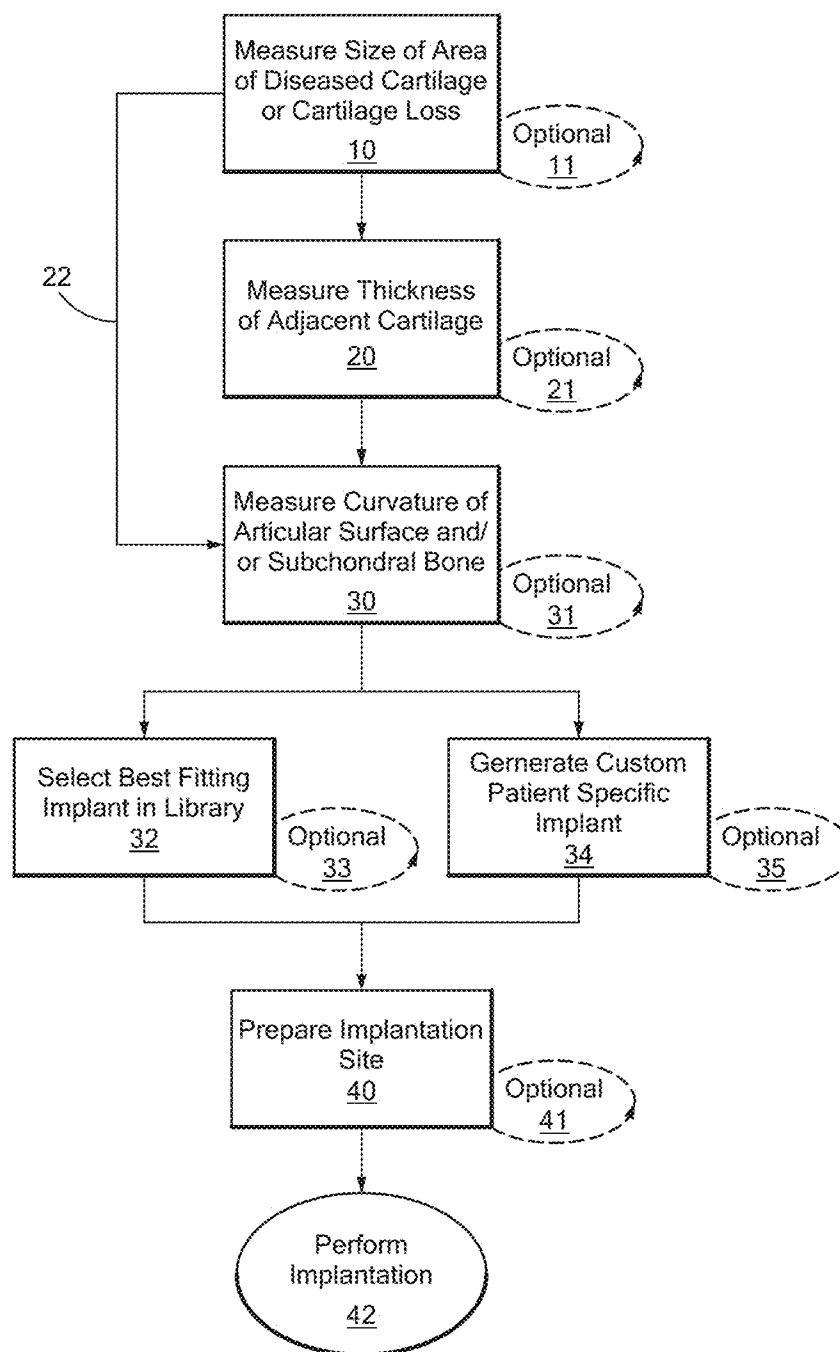 Measure Size of Area
of Diseased Cartilage
or Cartilage Loss
10
Optional
11
22
Measure Thickness
of Adjacent Cartilage
20
Optional
21
Measure Curvature of
Articular Surface and/
or Subchondral Bone
30
Optional
31
Select Best Fitting
Implant in Library
32
Optional
33
Gernerate Custom
Patient Specific
Implant
34
Optional
35
Prepare Implantation
Site
40
Optional
41
Perform
Implantation
42